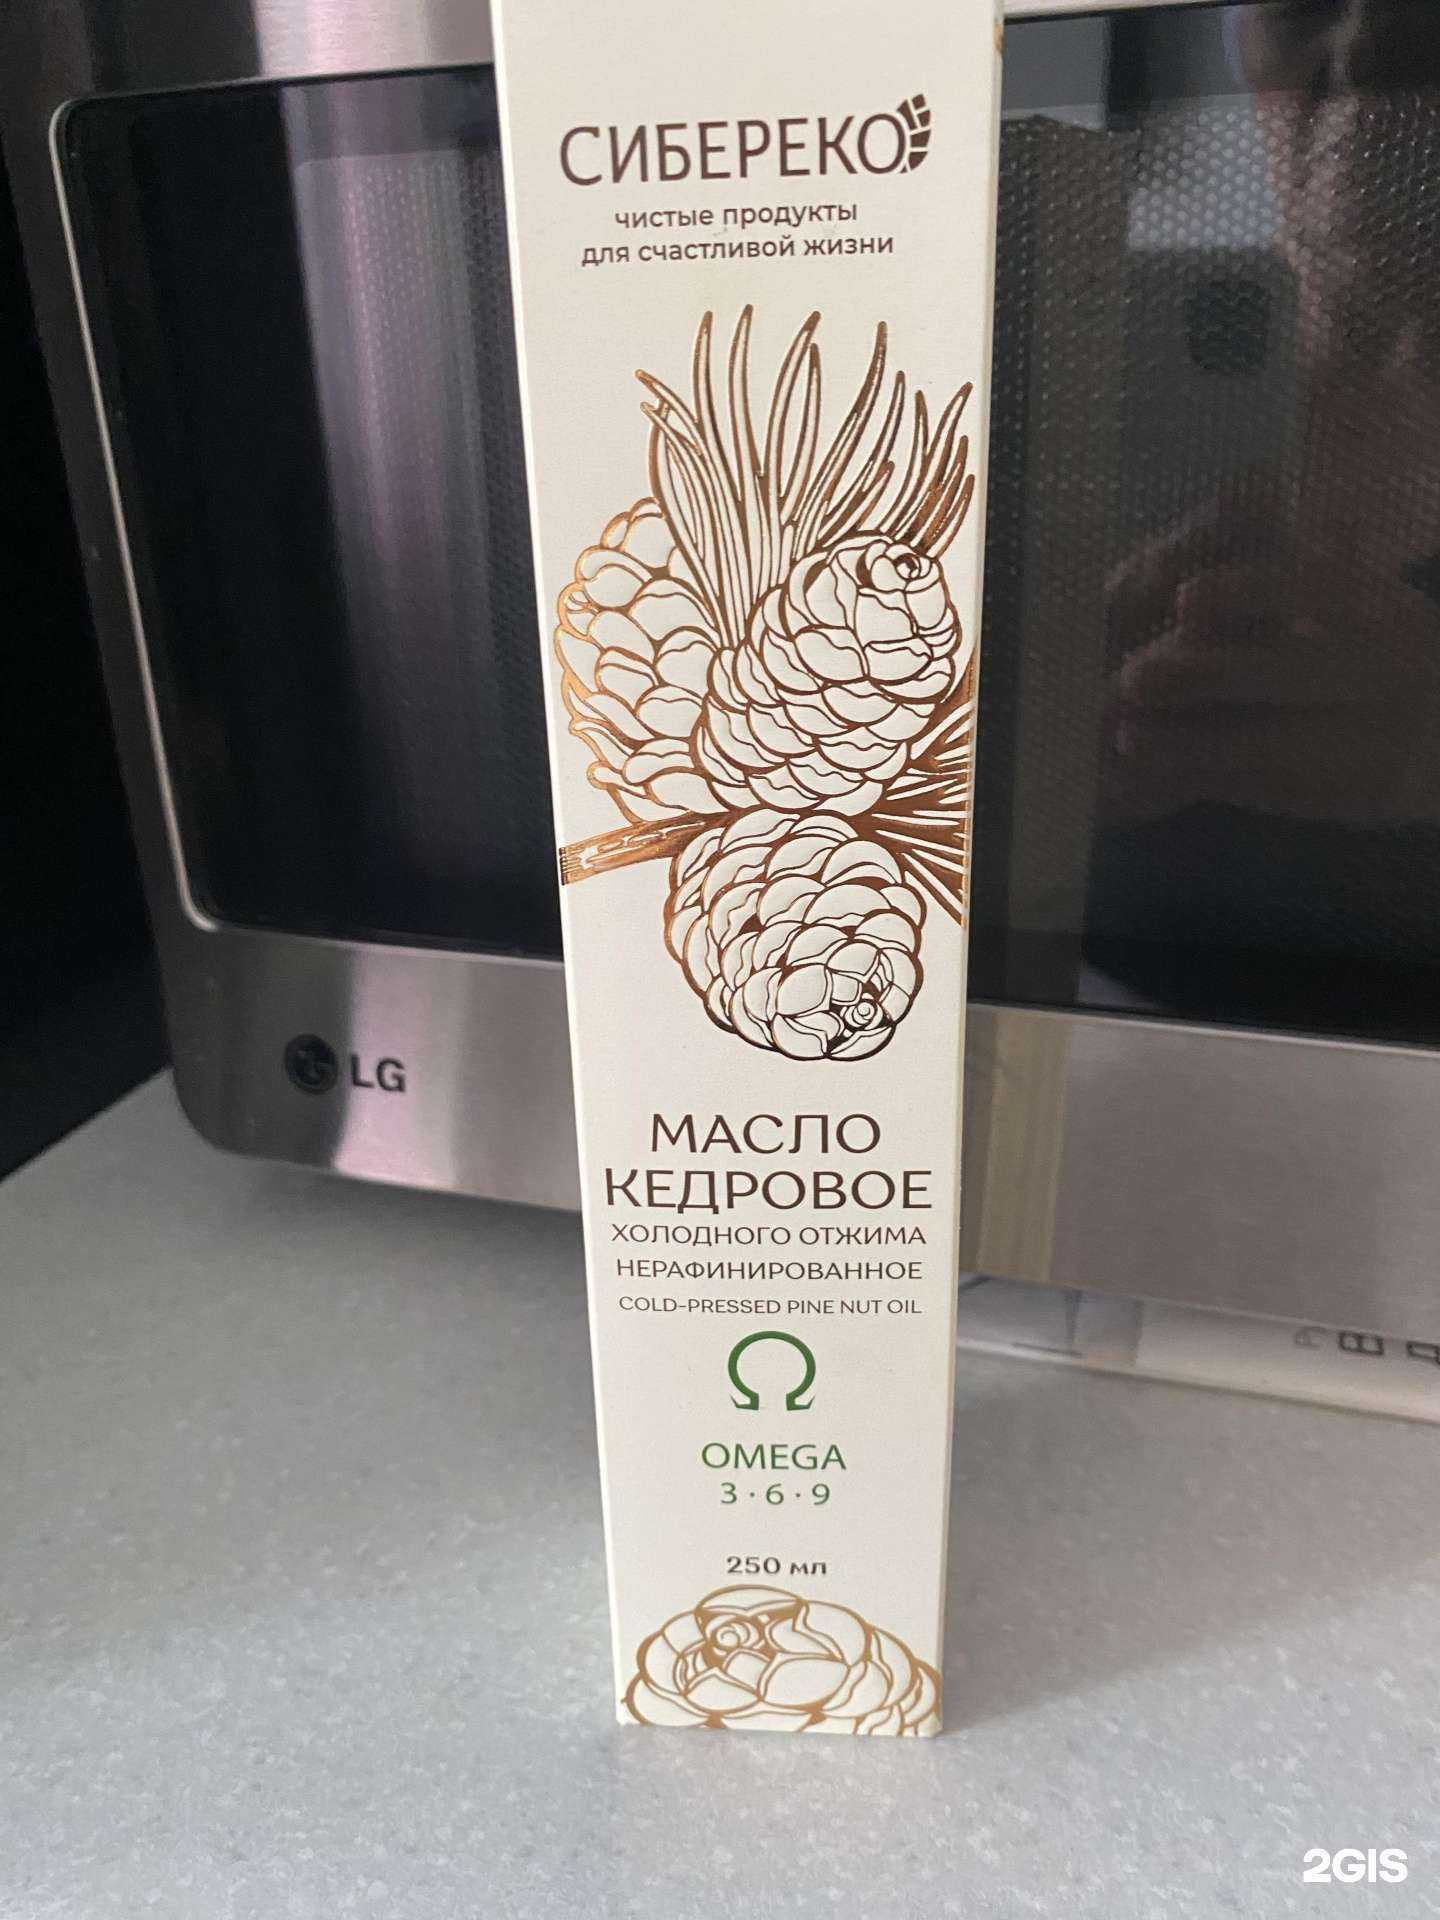 СИБЕРЕКО
чистые продукты
для счастливой жизни
LG
МАСЛО
КЕДРОВОЕ
ХОЛОДНОГО ОТЖИМА
НЕРАФИНИРОВАННОЕ
COLD-PRESSED PINE NUT OIL
Ω
OMEGA
3 · 6 · 9
250 мл
2GIS